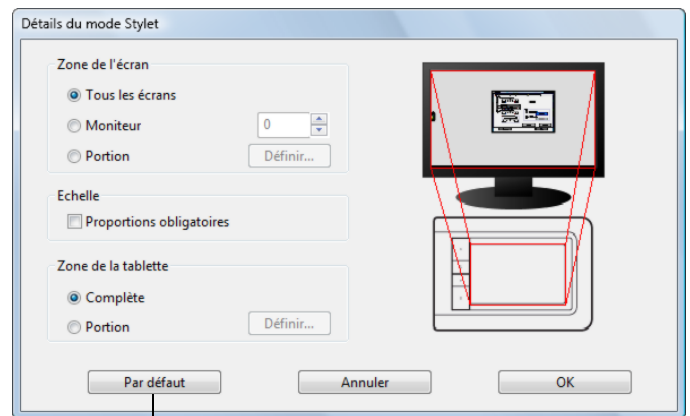 Détails du mode Stylet
Zone de l'écran
Tous les écrans
Moniteur
0
Portion
Définir...
Echelle
Proportions obligatoires
Zone de la tablette
Complète
Portion
Définir...
Par défaut
Annuler
OK